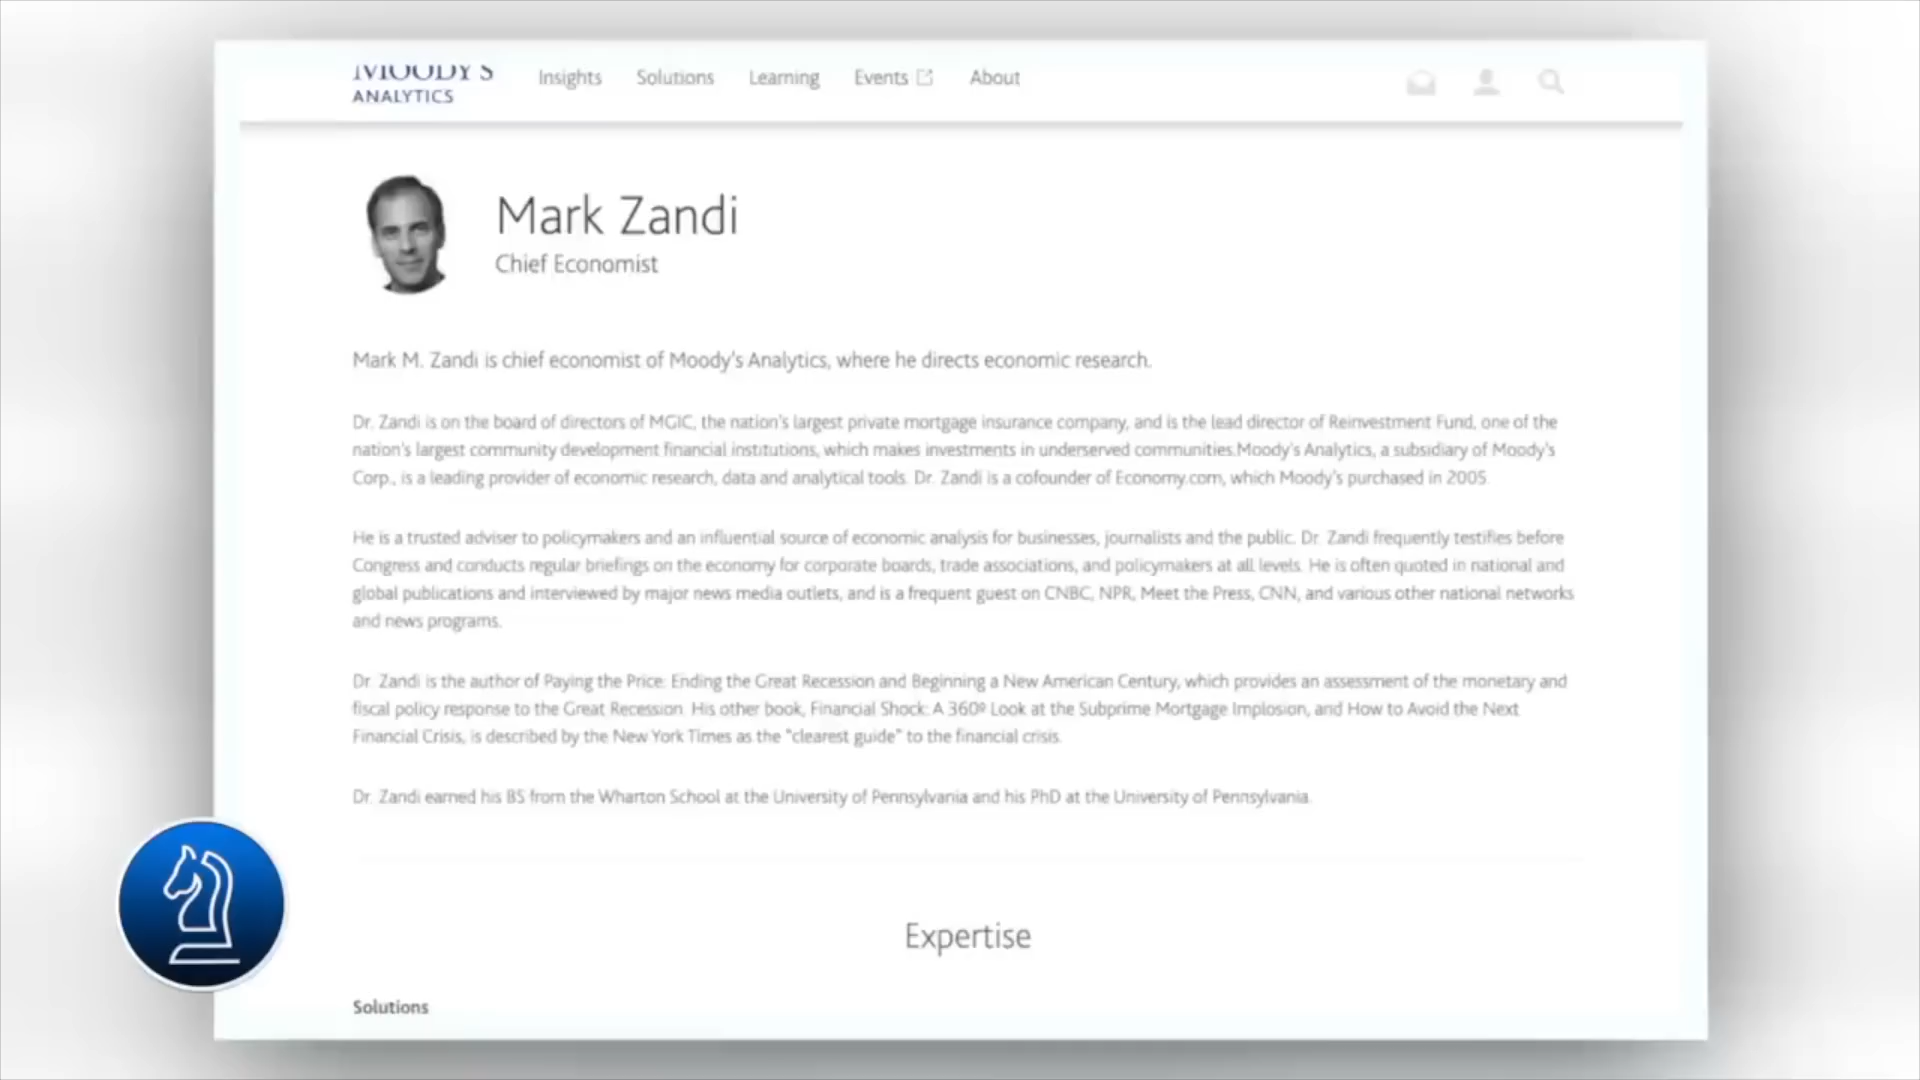 MOODY'S
ANALYTICS
Insights Solutions Learning Events About
Mark Zandi
Chief Economist
Mark M. Zandi is chief economist of Moody's Analytics, where he directs economic research.
Dr. Zandi is on the board of directors of MGIC, the nation's largest private mortgage insurance company, and is the lead director of Reinvestment Fund, one of the
nation's largest community development financial institutions, which makes investments in underserved communities.Moody's Analytics, a subsidiary of Moody's
Corp., is a leading provider of economic research, data and analytical tools. Dr. Zandi is a cofounder of Economy.com, which Moody's purchased in 2005.
He is a trusted adviser to policymakers and an influential source of economic analysis for businesses, journalists and the public. Dr. Zandi frequently testifies before
Congress and conducts regular briefings on the economy for corporate boards, trade associations, and policymakers at all levels. He is often quoted in national and
global publications and interviewed by major news media outlets, and is a frequent guest on CNBC, NPR, Meet the Press, CNN, and various other national networks
and news programs.
Dr. Zandi is the author of Paying the Price: Ending the Great Recession and Beginning a New American Century, which provides an assessment of the monetary and
fiscal policy response to the Great Recession. His other book, Financial Shock: A 360º Look at the Subprime Mortgage Implosion, and How to Avoid the Next
Financial Crisis, is described by the New York Times as the "clearest guide" to the financial crisis.
Dr. Zandi earned his BS from the Wharton School at the University of Pennsylvania and his PhD at the University of Pennsylvania.
Expertise
Solutions